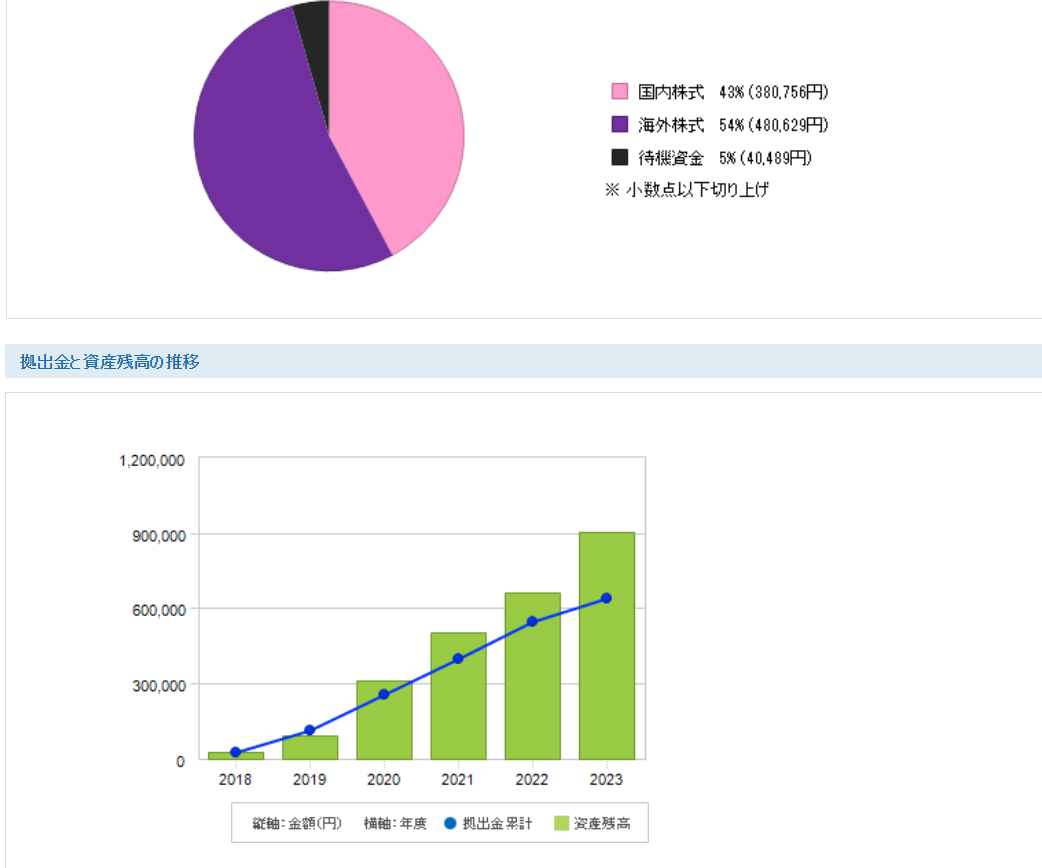 国内株式 43% (380,756円)
海外株式 54% (480,629円)
待機資金 5% (40,489円)
※ 小数点以下切り上げ
拠出金と資産残高の推移
1,200,000
900,000
600,000
300,000
0
2018 2019 2020 2021 2022 2023
縦軸：金額(円) 横軸：年度 拠出金累計 資産残高